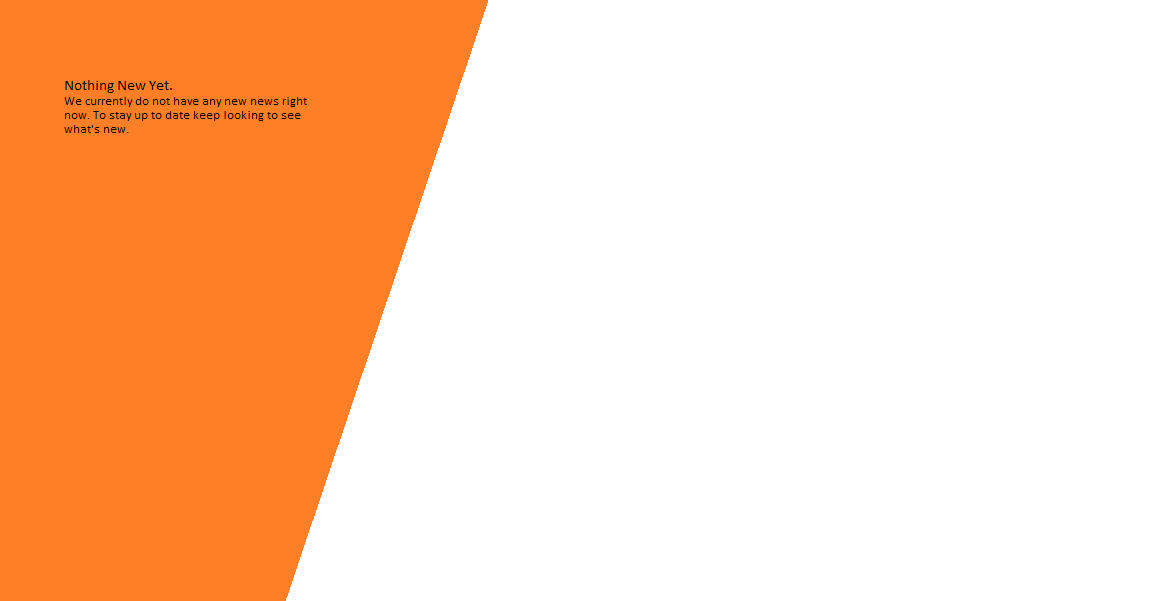 Nothing New Yet.
We currently do not have any new news right
now. To stay up to date keep looking to see
what's new.